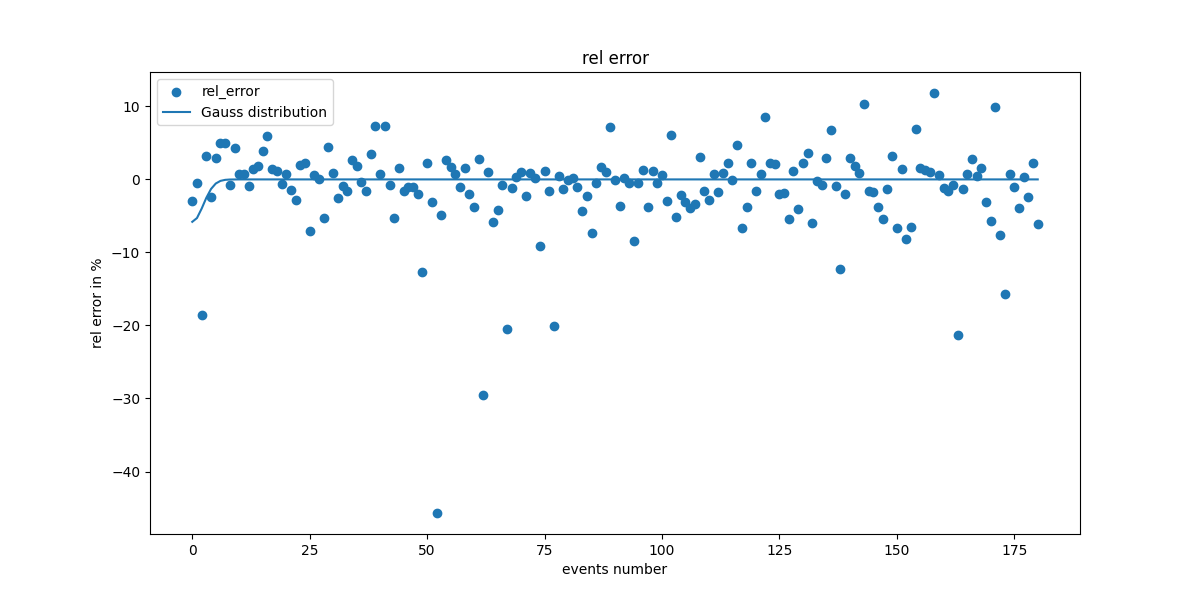 rel error
rel_error
Gauss distribution
10
0
−10
−20
−30
−40
rel error in %
0
25
50
75
100
125
150
175
events number